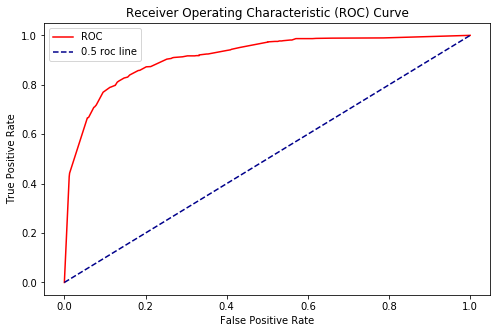 Receiver Operating Characteristic (ROC) Curve
ROC
0.5 roc line
True Positive Rate
1.0
0.8
0.6
0.4
0.2
0.0
0.0 0.2 0.4 0.6 0.8 1.0
False Positive Rate